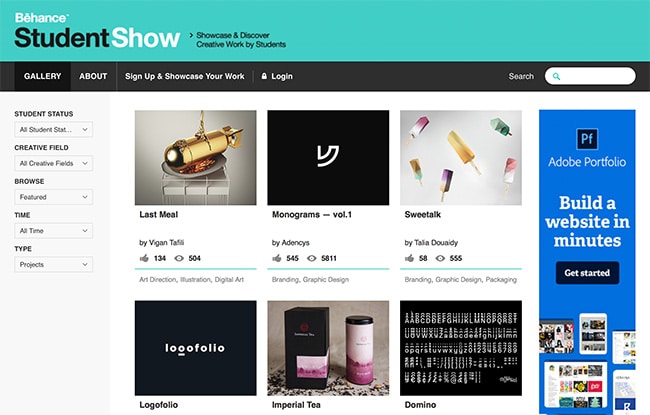 Bēhance™
StudentShow
Showcase & Discover
Creative Work by Students
GALLERY
ABOUT
Sign Up & Showcase Your Work
Login
Search
STUDENT STATUS
All Student Stat...
CREATIVE FIELD
All Creative Fields
BROWSE
Featured
TIME
All Time
TYPE
Projects
Last Meal
by Vigan Tafili
134 504
Art Direction, Illustration, Digital Art
Monograms — vol.1
by Adencys
545 5811
Branding, Graphic Design
Sweetalk
by Talia Douaidy
58 555
Branding, Graphic Design, Packaging
logofolio
Logofolio
IMPERIAL TEA
Imperial Tea
Domino
Pf
Adobe Portfolio
Build a
website in
minutes
Get started